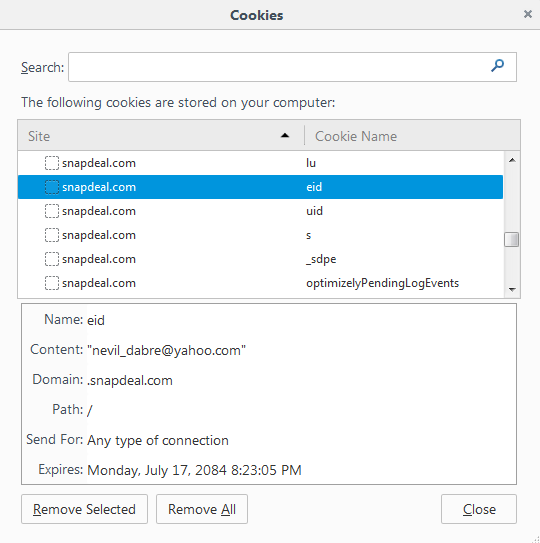 Cookies
Search:
The following cookies are stored on your computer:
Site Cookie Name
snapdeal.com lu
snapdeal.com eid
snapdeal.com uid
snapdeal.com s
snapdeal.com _sdpe
snapdeal.com optimizelyPendingLogEvents
Name: eid
Content: "nevil_dabre@yahoo.com"
Domain: .snapdeal.com
Path: /
Send For: Any type of connection
Expires: Monday, July 17, 2084 8:23:05 PM
Remove Selected Remove All Close